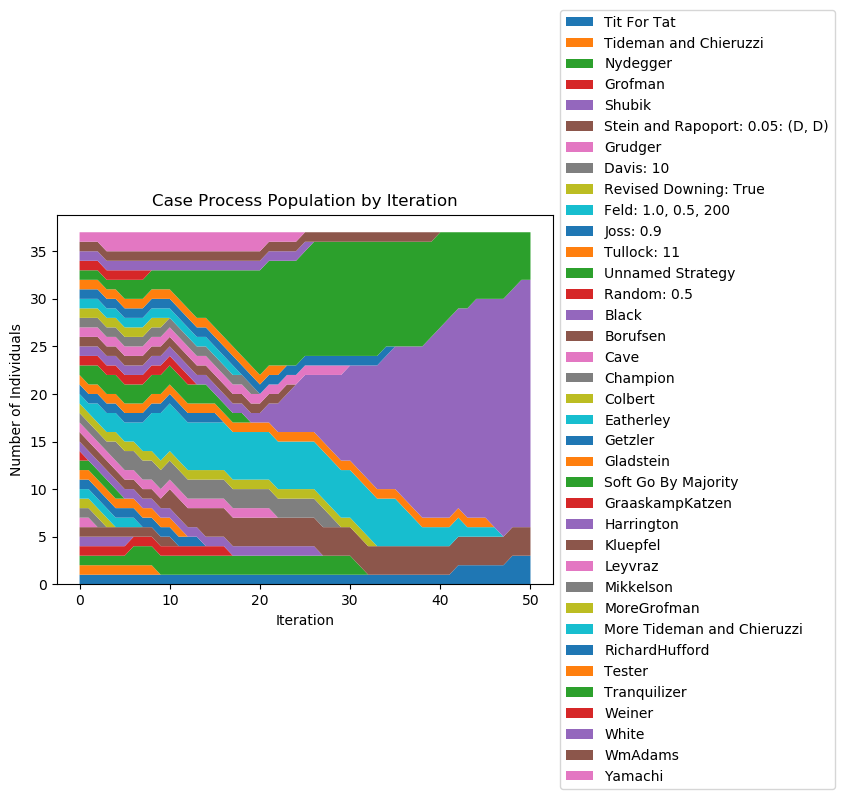 Case Process Population by Iteration
Number of Individuals
35
30
25
20
15
10
5
0
0 10 20 30 40 50
Iteration
Tit For Tat
Tideman and Chieruzzi
Nydegger
Grofman
Shubik
Stein and Rapoport: 0.05: (D, D)
Grudger
Davis: 10
Revised Downing: True
Feld: 1.0, 0.5, 200
Joss: 0.9
Tullock: 11
Unnamed Strategy
Random: 0.5
Black
Borufsen
Cave
Champion
Colbert
Eatherley
Getzler
Gladstein
Soft Go By Majority
GraaskampKatzen
Harrington
Kluepfel
Leyvraz
Mikkelson
MoreGrofman
More Tideman and Chieruzzi
RichardHufford
Tester
Tranquilizer
Weiner
White
WmAdams
Yamachi